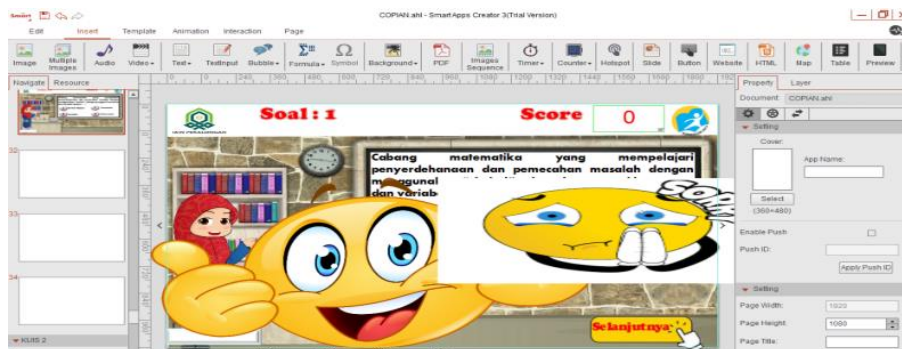 COPIAN.ahl - SmartApps Creator 3(Trial Version)
Edit Insert Template Animation Interaction Page
Image Multiple Images Audio Video Text TextInput Bubble Formula Symbol Background PDF Images Sequence Timer Counter Hotspot Slide Button Website HTML Map Table Preview
Navigate Resource
Property Layer
Document COPIAN.ahl
Setting
Cover:
App Name:
Select
(360×480)
Enable Push
Push ID:
Apply Push ID
Setting
Page Width: 1920
Page Height: 1080
Page Title:
32
33
34
KUIS 2
Soal : 1
Score 0
Cabang matematika yang mempelajari
penyerdehanaan dan pemecahan masalah dengan
dan
SORRY
Selanjutnya